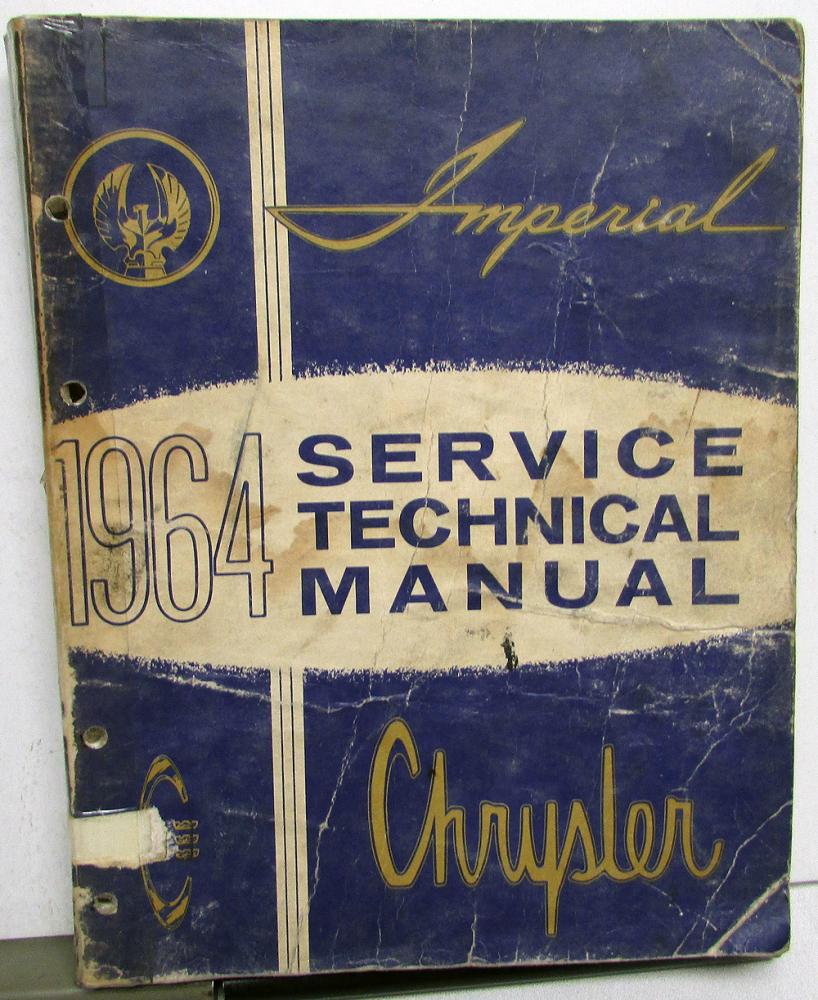 Imperial
1964
SERVICE
TECHNICAL
MANUAL
Chrysler